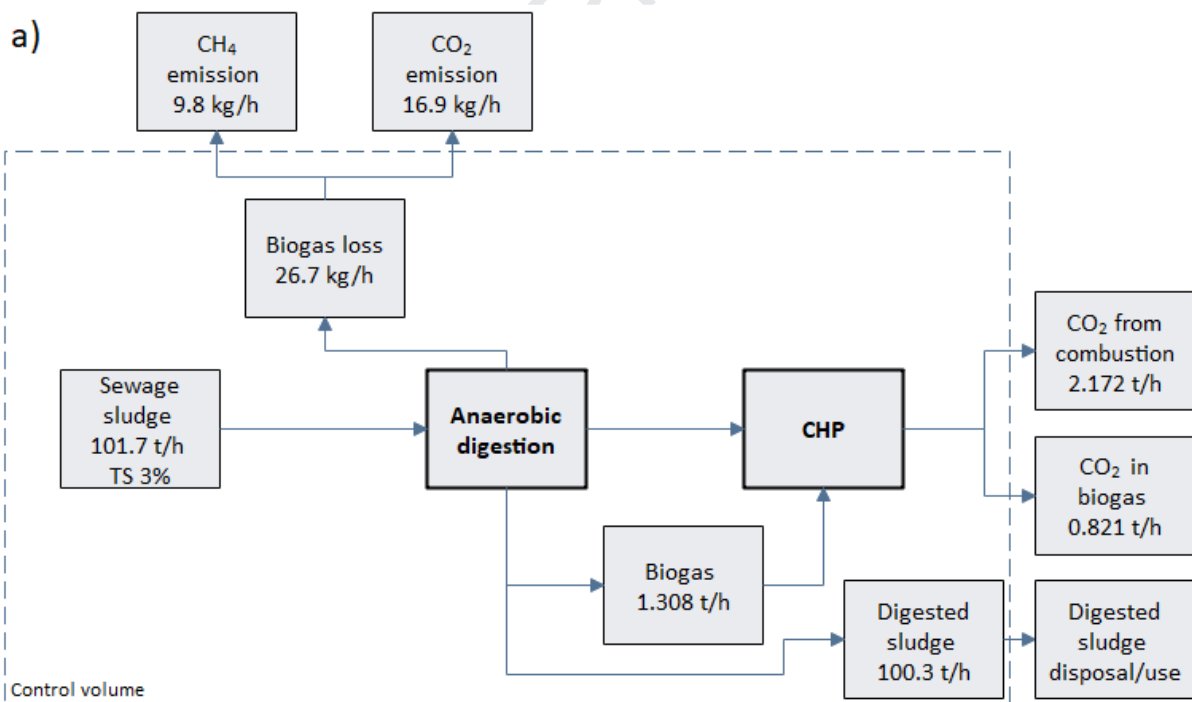 a)
CH₄
emission
9.8 kg/h
CO₂
emission
16.9 kg/h
Biogas loss
26.7 kg/h
Sewage
sludge
101.7 t/h
TS 3%
Anaerobic
digestion
CHP
CO₂ from
combustion
2.172 t/h
CO₂ in
biogas
0.821 t/h
Biogas
1.308 t/h
Digested
sludge
100.3 t/h
Digested
sludge
disposal/use
Control volume